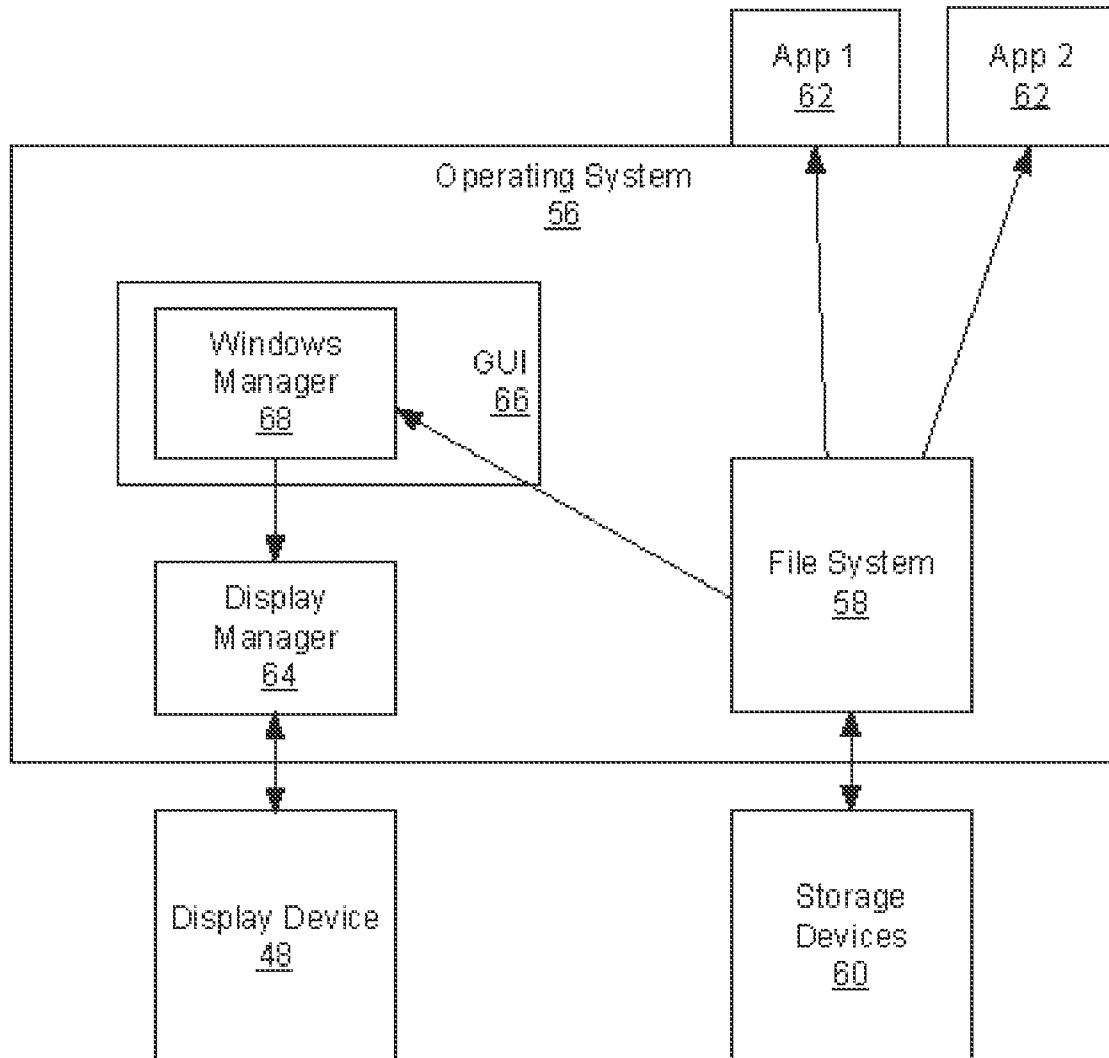 App 1
62
App 2
62
Operating System
56
Windows
Manager
68
GUI
66
File System
58
Display
Manager
64
Display Device
48
Storage
Devices
60